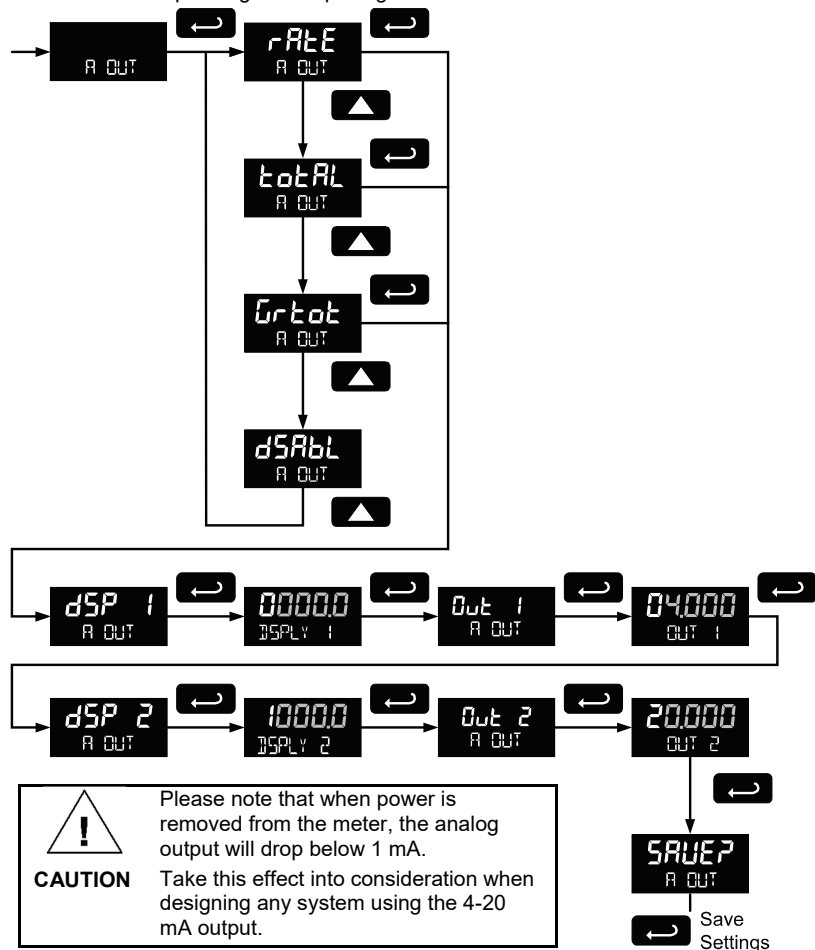 A OUT
rAtE
A OUT
totAL
A OUT
Grtot
A OUT
dSAbL
A OUT
dSP 1
A OUT
0000.0
DSPLY 1
Out 1
A OUT
04.000
OUT 1
dSP 2
A OUT
1000.0
DSPLY 2
Out 2
A OUT
20.000
OUT 2
!
CAUTION
Please note that when power is
removed from the meter, the analog
output will drop below 1 mA.
Take this effect into consideration when
designing any system using the 4-20
mA output.
SAVE?
A OUT
Save
Settings